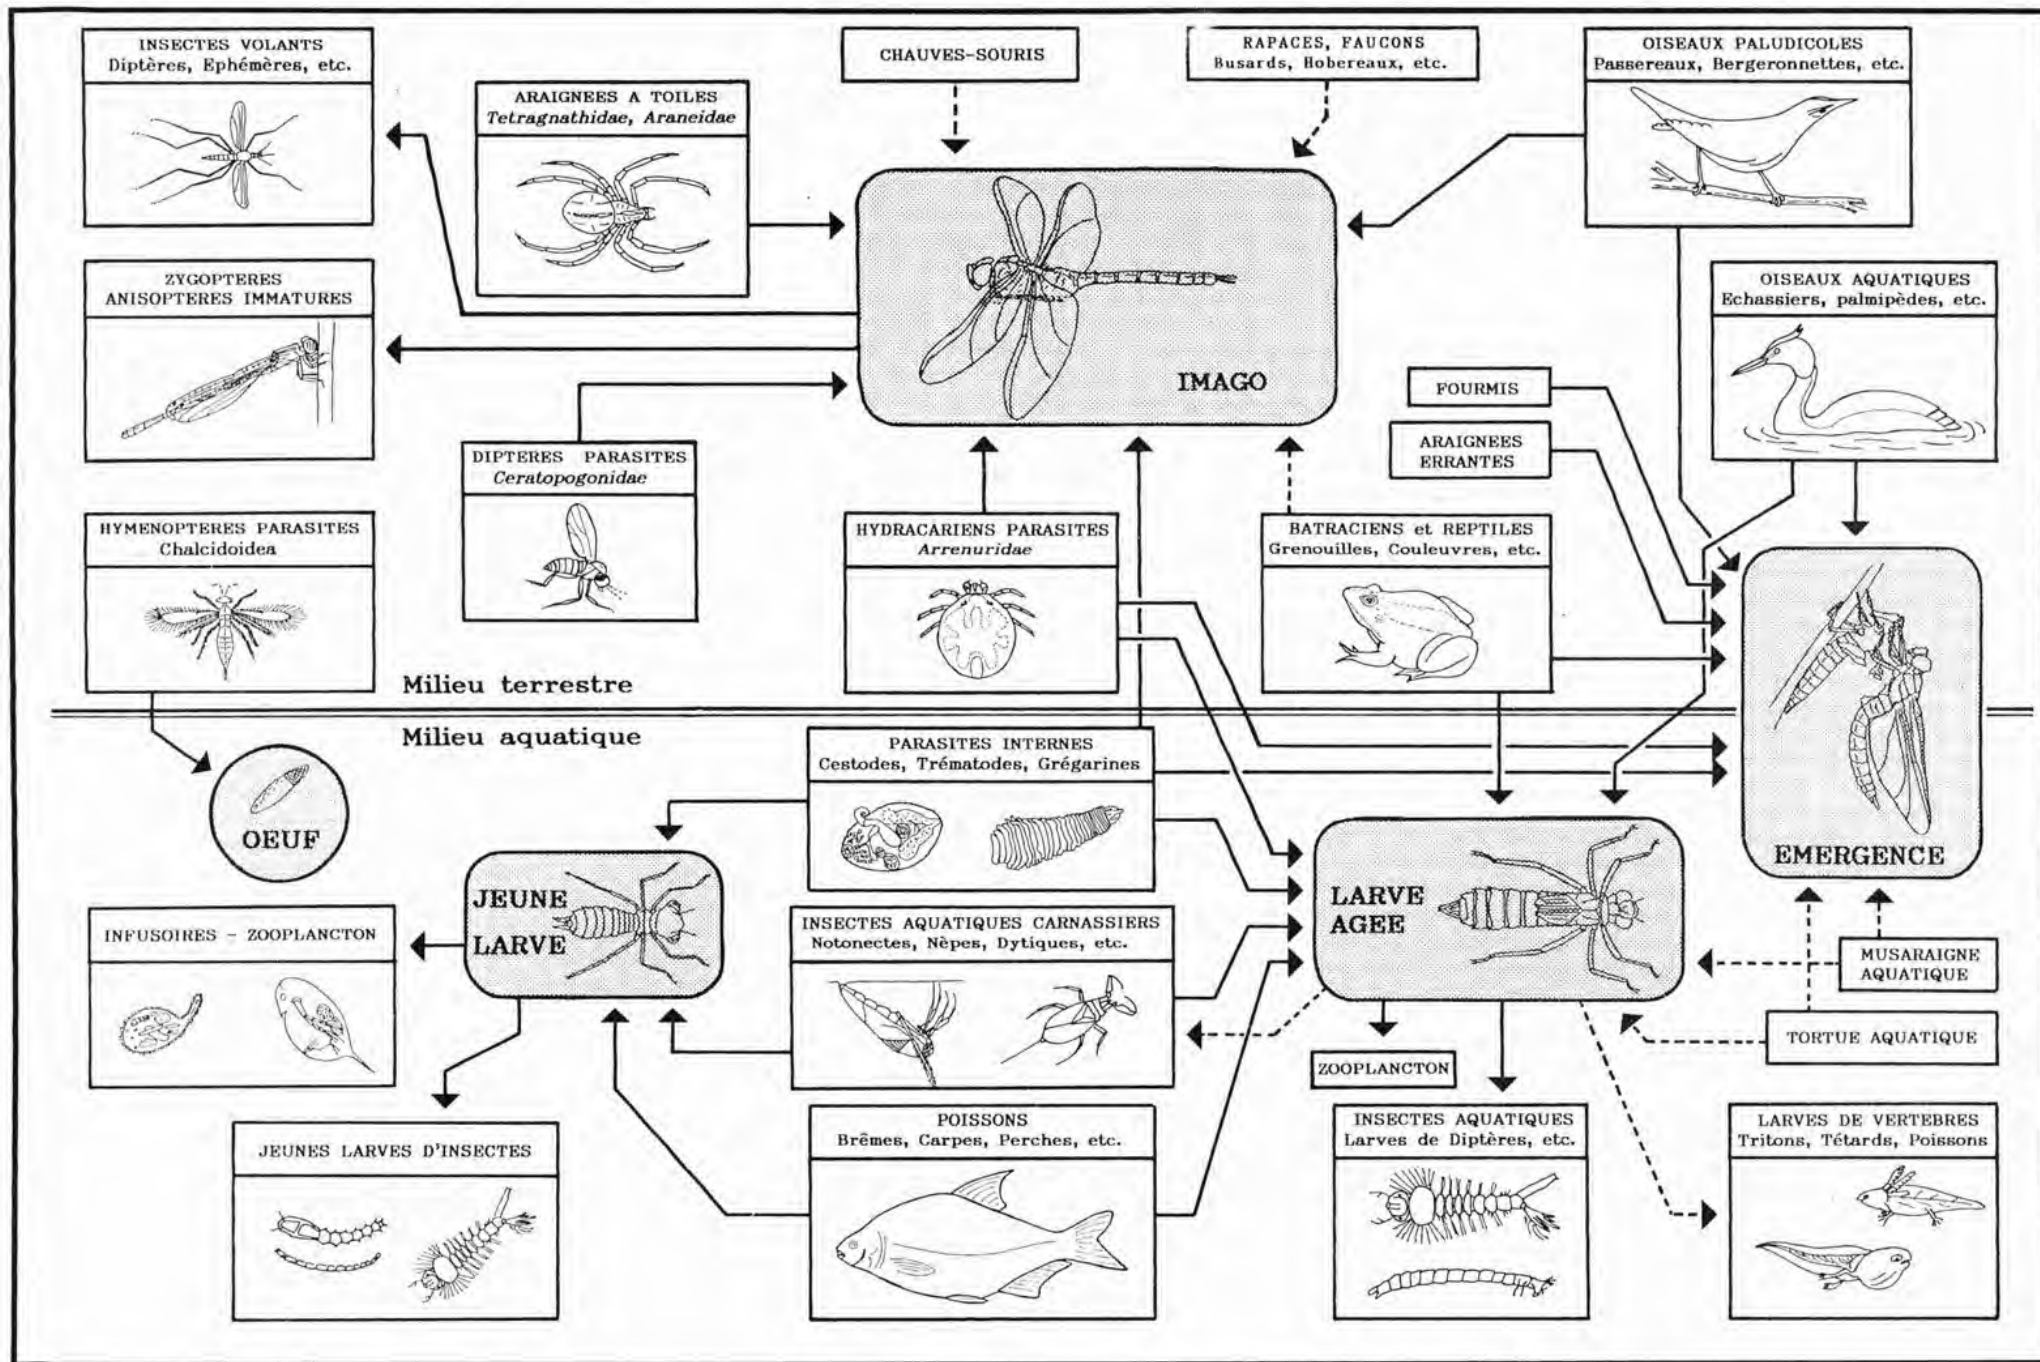 INSECTES VOLANTS
Diptères, Ephémères, etc.
CHAUVES-SOURIS
RAPACES, FAUCONS
Busards, Hobereaux, etc.
OISEAUX PALUDICOLES
Passereaux, Bergeronnettes, etc.
ARAIGNEES A TOILES
Tetragnathidae, Araneidae
ZYGOPTERES
ANISOPTERES IMMATURES
OISEAUX AQUATIQUES
Echassiers, palmipèdes, etc.
IMAGO
FOURMIS
ARAIGNEES
ERRANTES
DIPTERES PARASITES
Ceratopogonidae
HYMENOPTERES PARASITES
Chalcidoidea
HYDRACARIENS PARASITES
Arrenuridae
BATRACIENS et REPTILES
Grenouilles, Couleuvres, etc.
Milieu terrestre
Milieu aquatique
PARASITES INTERNES
Cestodes, Trématodes, Grégarines
OEUF
EMERGENCE
JEUNE
LARVE
LARVE
AGEE
INFUSOIRES - ZOOPLANCTON
INSECTES AQUATIQUES CARNASSIERS
Notonectes, Nèpes, Dytiques, etc.
MUSARAIGNE
AQUATIQUE
TORTUE AQUATIQUE
ZOOPLANCTON
JEUNES LARVES D'INSECTES
POISSONS
Brêmes, Carpes, Perches, etc.
INSECTES AQUATIQUES
Larves de Diptères, etc.
LARVES DE VERTEBRES
Tritons, Tétards, Poissons